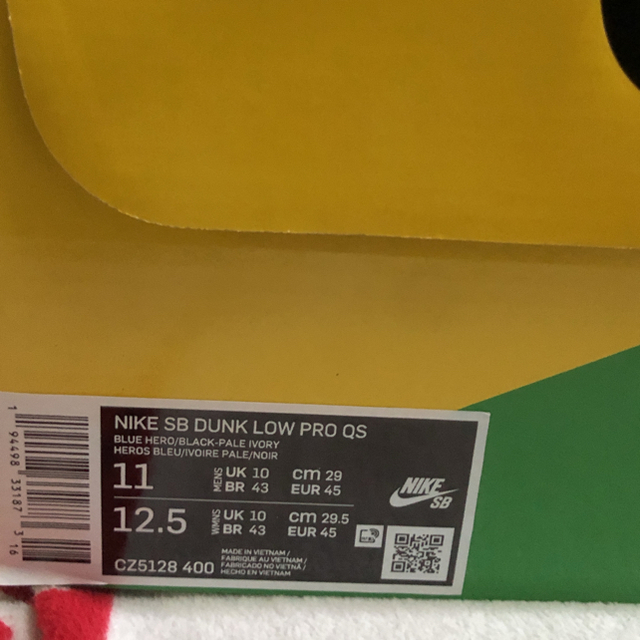 NIKE SB DUNK LOW PRO QS
BLUE HERO/BLACK-PALE IVORY
HEROS BLEU/IVOIRE PALE/NOIR
11 MENS UK 10 cm 29
BR 43 EUR 45
12.5 WMNS UK 10 cm 29.5
BR 43 EUR 45
NIKE SB
CZ5128 400
MADE IN VIETNAM /
FABRIQUE AU VIETNAM /
FABRICADO NO VIETNÃ /
HECHO EN VIETNAM
1 94498 33187 3 16